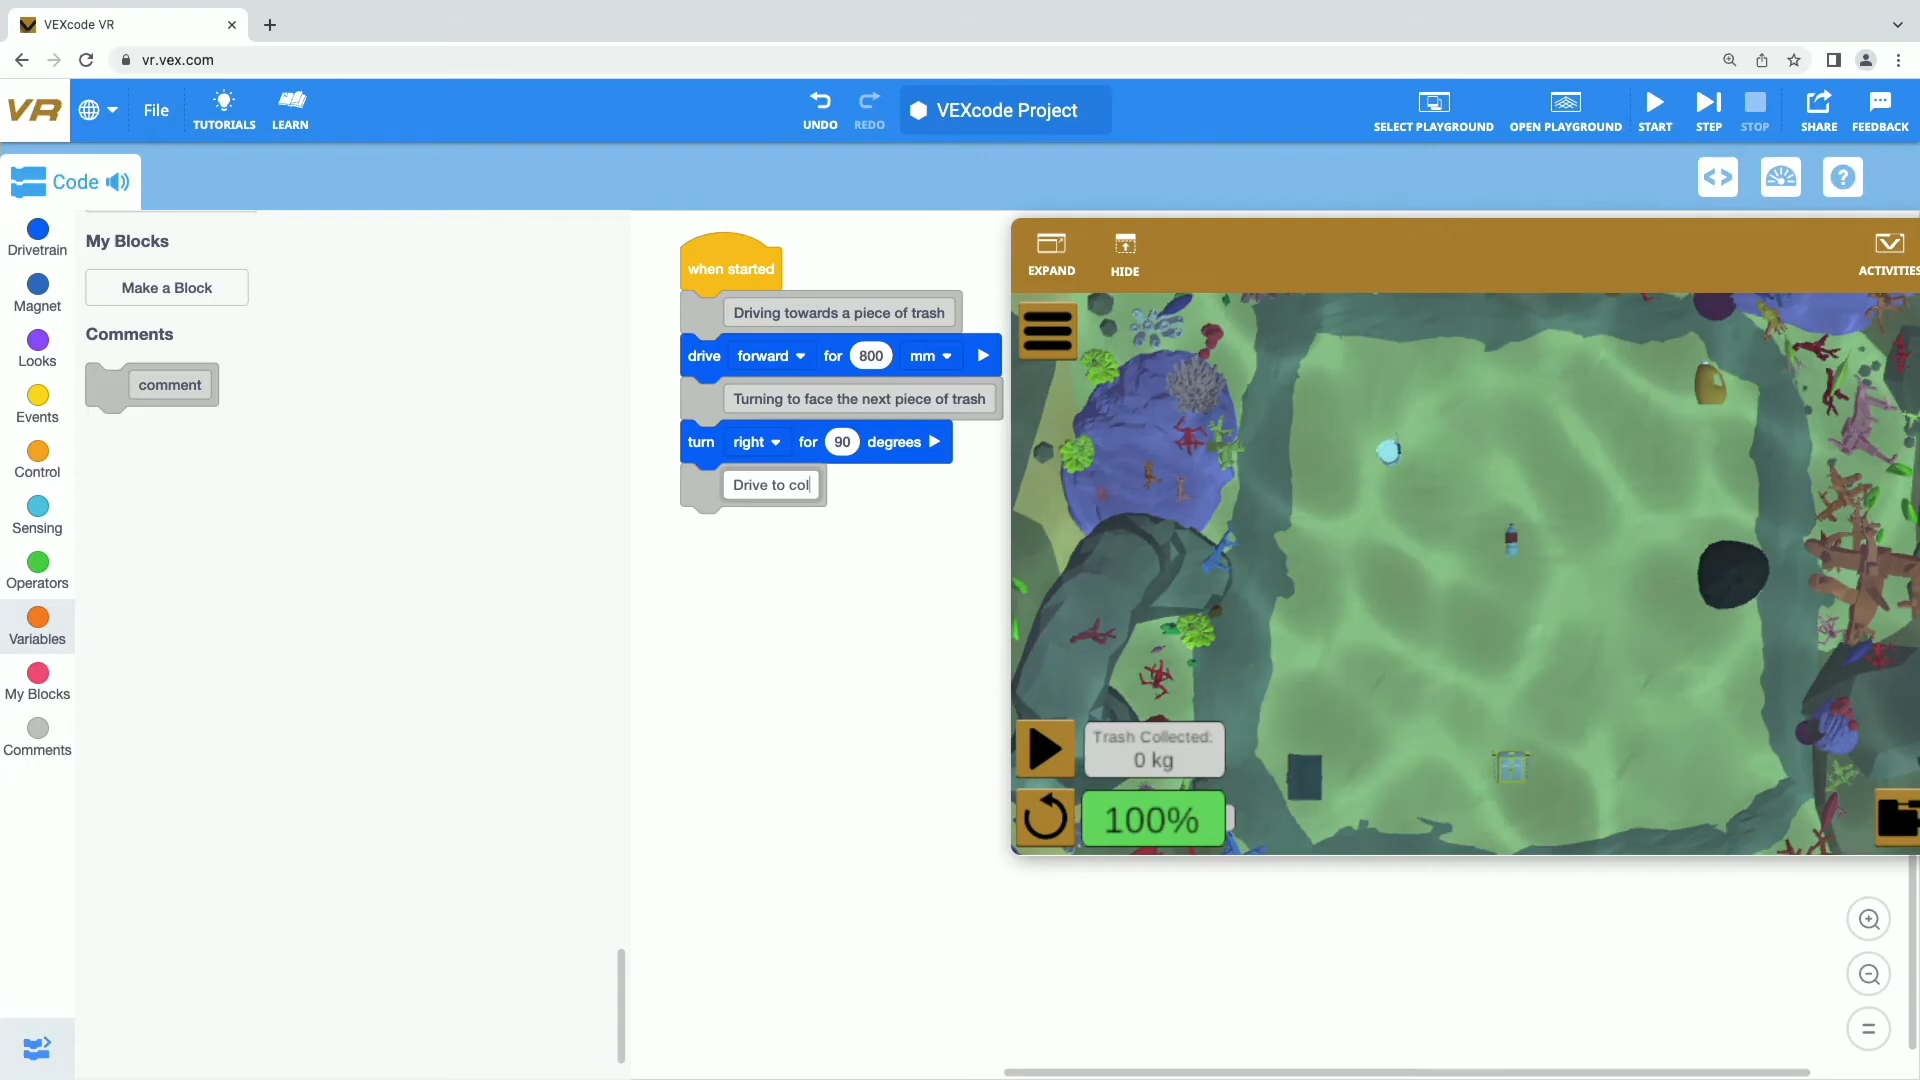 VEXcode VR
vr.vex.com
VR
File
TUTORIALS
LEARN
UNDO
REDO
VEXcode Project
SELECT PLAYGROUND
OPEN PLAYGROUND
START
STEP
STOP
SHARE
FEEDBACK
Code
Drivetrain
Magnet
Looks
Events
Control
Sensing
Operators
Variables
My Blocks
Comments
My Blocks
Make a Block
Comments
comment
when started
Driving towards a piece of trash
drive forward for 800 mm
Turning to face the next piece of trash
turn right for 90 degrees
Drive to col
EXPAND
HIDE
ACTIVITIES
Trash Collected:
0 kg
100%